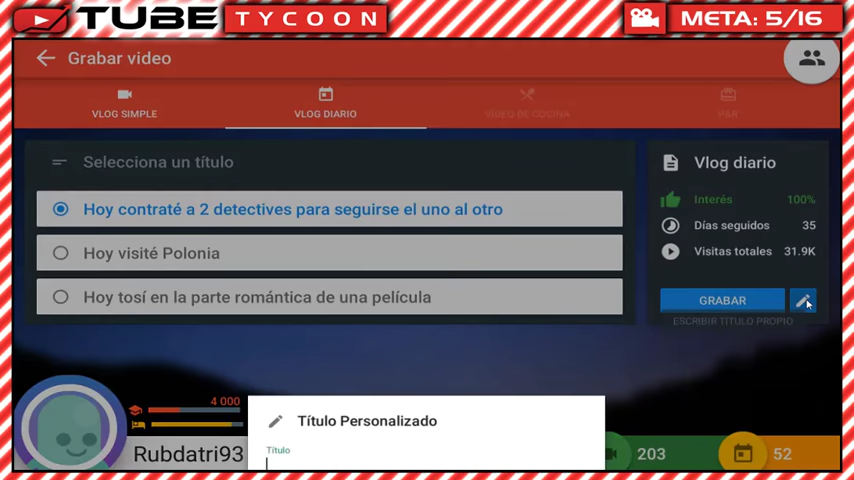 TUBE TYCOON
META: 5/16
Grabar video
VLOG SIMPLE
VLOG DIARIO
VÍDEO DE COCINA
P&R
Selecciona un título
Hoy contraté a 2 detectives para seguirse el uno al otro
Hoy visité Polonia
Hoy tosí en la parte romántica de una película
Vlog diario
Interés 100%
Días seguidos 35
Visitas totales 31.9K
GRABAR
ESCRIBIR TÍTULO PROPIO
4 000
Título Personalizado
Título
Rubdatri93
203
52